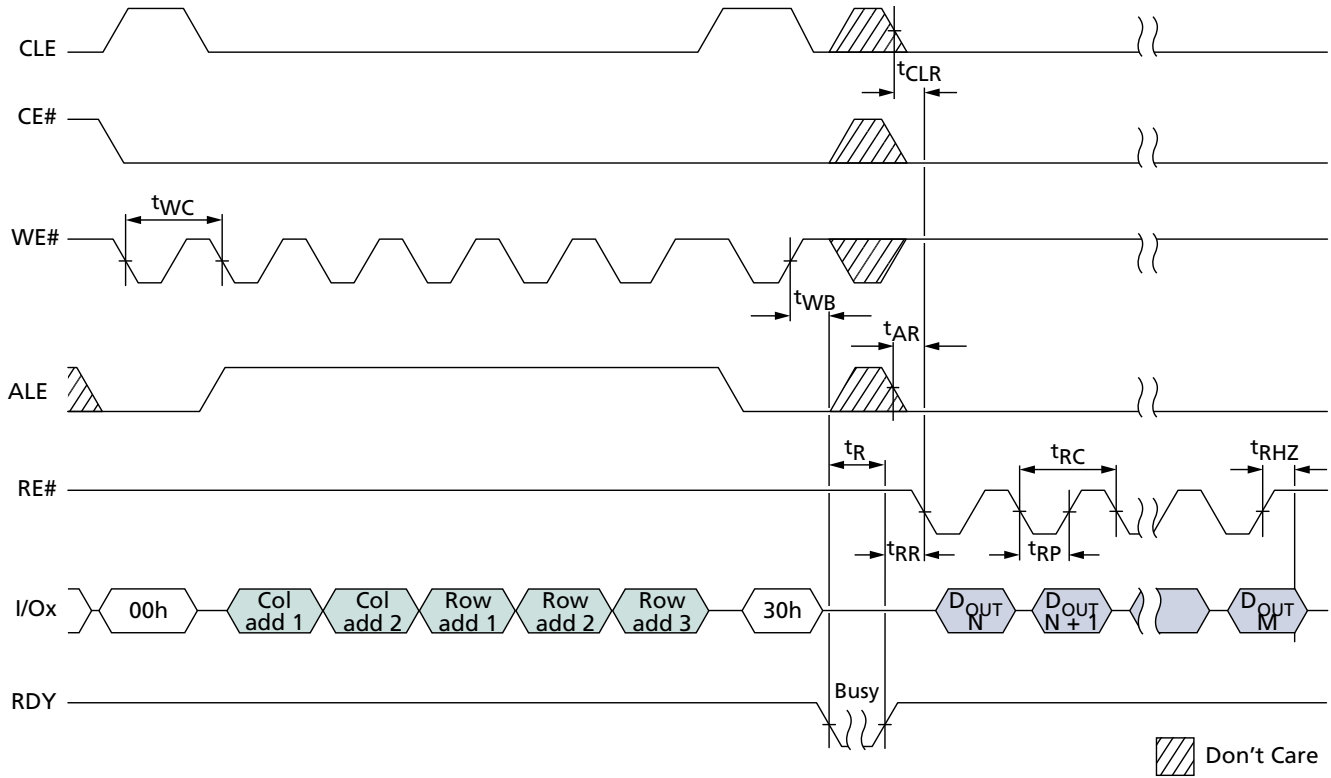 CLE
tCLR
CE#
tWC
WE#
tWB
tAR
ALE
tR
tRC
tRHZ
RE#
tRR
tRP
I/Ox
00h
Col
add 1
Col
add 2
Row
add 1
Row
add 2
Row
add 3
30h
DOUT
N
DOUT
N + 1
DOUT
M
RDY
Busy
Don't Care